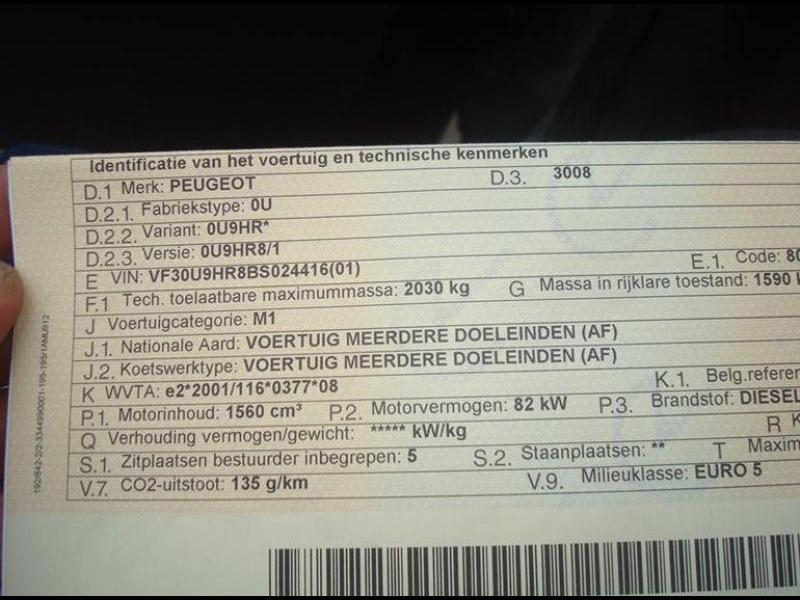 Identificatie van het voertuig en technische kenmerken
D.1 Merk: PEUGEOT D.3. 3008
D.2.1. Fabriekstype: 0U
D.2.2. Variant: 0U9HR*
D.2.3. Versie: 0U9HR8/1
E VIN: VF30U9HR8BS024416(01) E.1. Code: 80
F.1 Tech. toelaatbare maximummassa: 2030 kg G Massa in rijklare toestand: 1590
J Voertuigcategorie: M1
J.1. Nationale Aard: VOERTUIG MEERDERE DOELEINDEN (AF)
J.2. Koetswerktype: VOERTUIG MEERDERE DOELEINDEN (AF)
K WVTA: e2*2001/116*0377*08 K.1. Belg.referen
P.1. Motorinhoud: 1560 cm³ P.2. Motorvermogen: 82 kW P.3. Brandstof: DIESEL
Q Verhouding vermogen/gewicht: ***** kW/kg R K
S.1. Zitplaatsen bestuurder inbegrepen: 5 S.2. Staanplaatsen: ** T Maxim
V.7. CO2-uitstoot: 135 g/km V.9. Milieuklasse: EURO 5